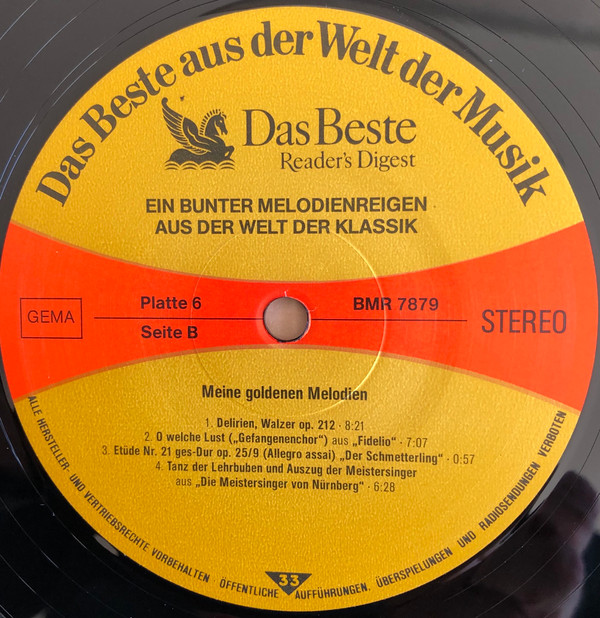 Das Beste aus der Welt der Musik
Das Beste
Reader's Digest
EIN BUNTER MELODIENREIGEN
AUS DER WELT DER KLASSIK
GEMA
Platte 6
BMR 7879
Seite B
STEREO
Meine goldenen Melodien
1. Delirien, Walzer op. 212 · 8:21
2. O welche Lust („Gefangenenchor“) aus „Fidelio“ · 7:07
3. Etüde Nr. 21 ges-Dur op. 25/9 (Allegro assai) „Der Schmetterling“ · 0:57
4. Tanz der Lehrbuben und Auszug der Meistersinger
aus „Die Meistersinger von Nürnberg“ · 6:28
ALLE HERSTELLER- UND VERTRIEBSRECHTE VORBEHALTEN ÖFFENTLICHE AUFFÜHRUNGEN, ÜBERSPIELUNGEN UND RADIOSENDUNGEN VERBOTEN
33